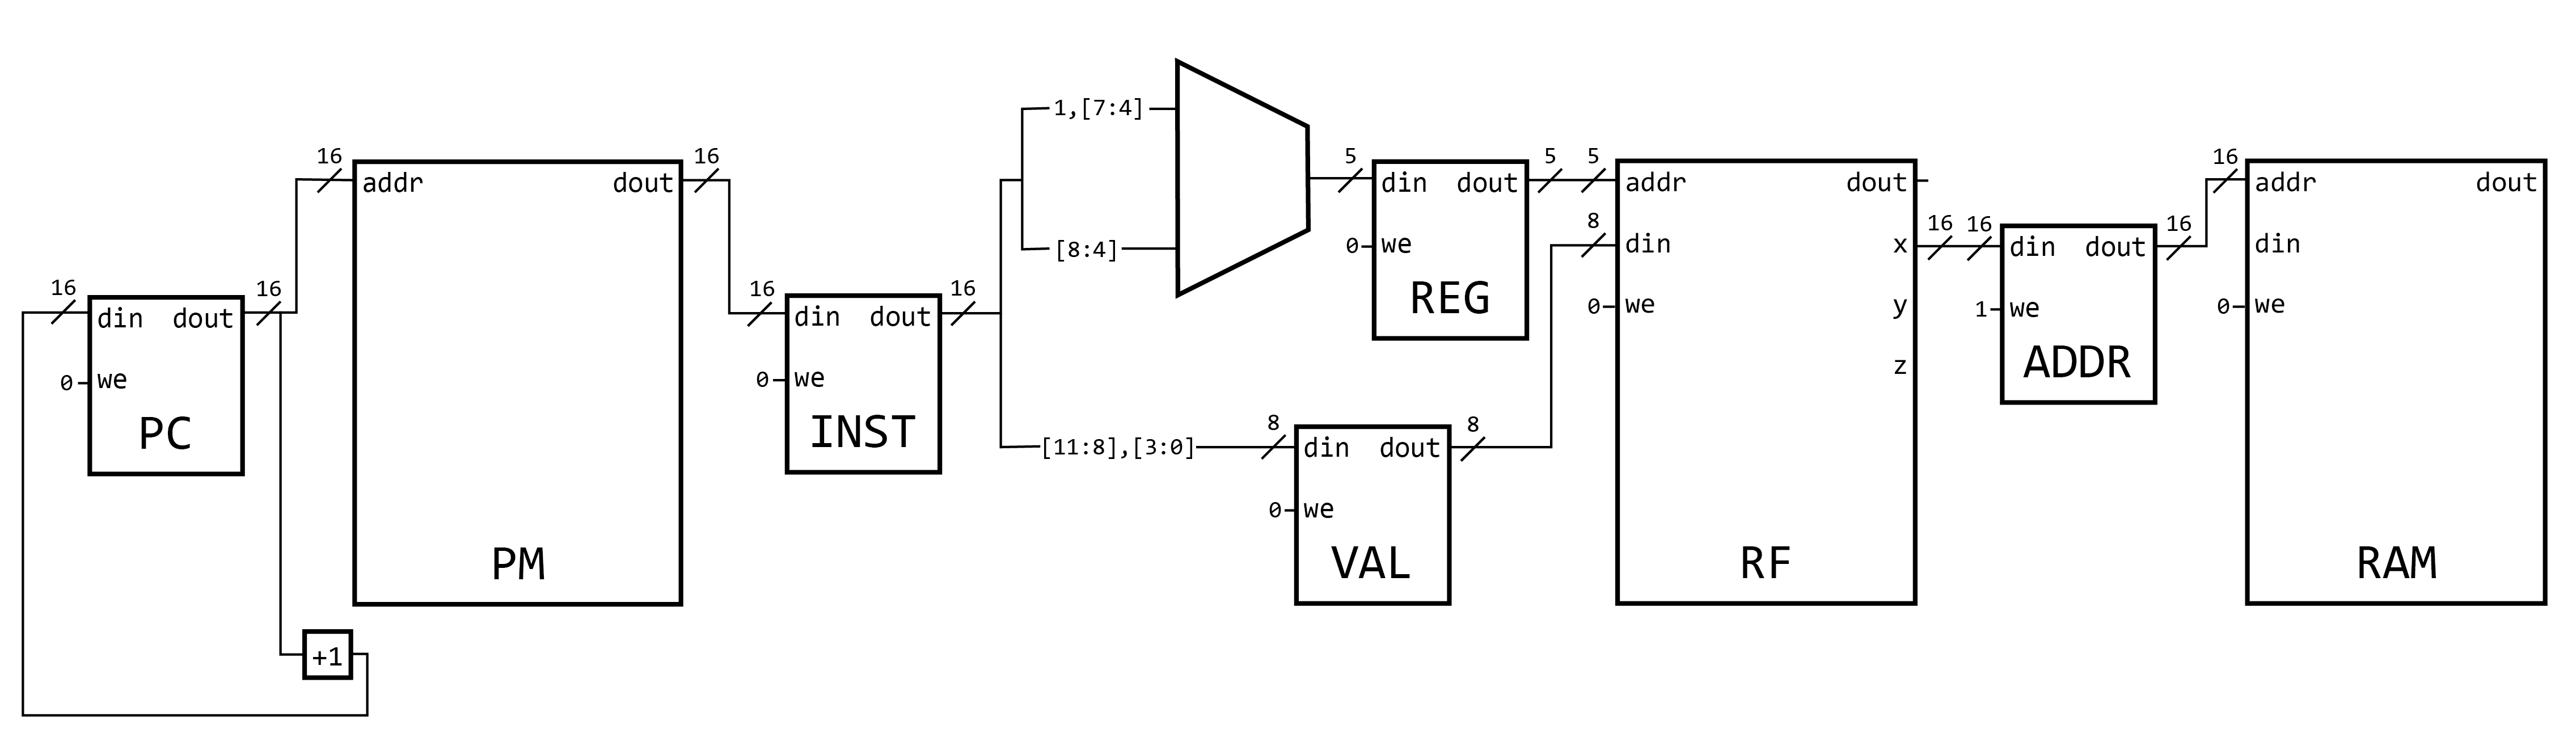 16
din dout
0 we
PC
16
16
addr dout
PM
16
+1
16
din dout
0 we
INST
16
1,[7:4]
[8:4]
[11:8],[3:0]
5
din dout
0 we
REG
5
8
din dout
0 we
VAL
8
5
addr dout
8
din x
0 we y
z
RF
16
16
din dout
1 we
ADDR
16
16
addr dout
din
0 we
RAM